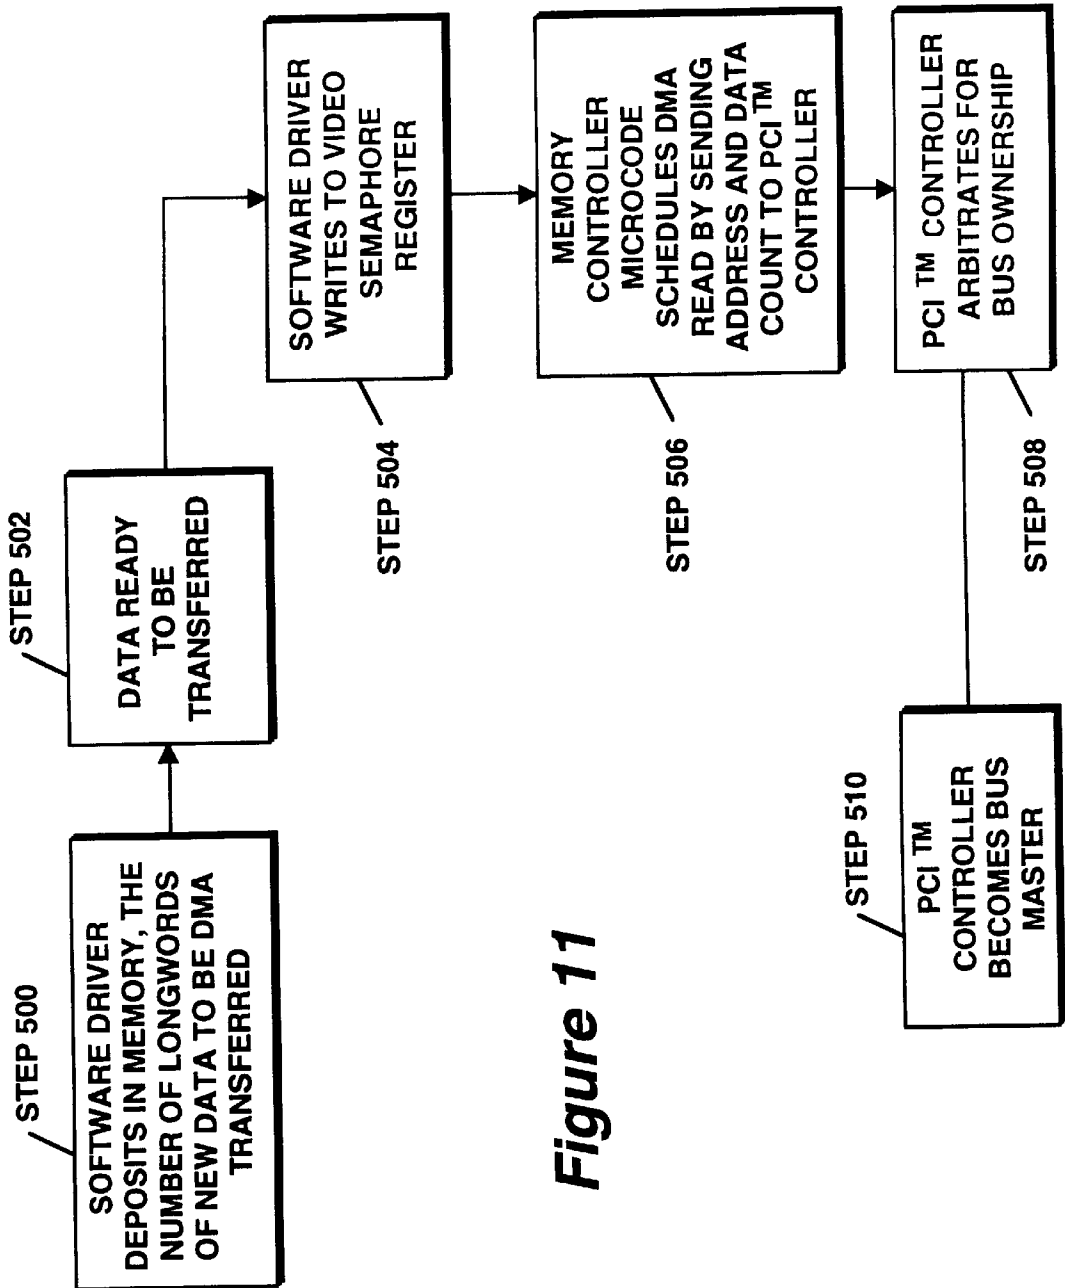 STEP 500
SOFTWARE DRIVER
DEPOSITS IN MEMORY, THE
NUMBER OF LONGWORDS
OF NEW DATA TO BE DMA
TRANSFERRED
STEP 502
DATA READY
TO BE
TRANSFERRED
STEP 504
SOFTWARE DRIVER
WRITES TO VIDEO
SEMAPHORE
REGISTER
STEP 506
MEMORY
CONTROLLER
MICROCODE
SCHEDULES DMA
READ BY SENDING
ADDRESS AND DATA
COUNT TO PCI™
CONTROLLER
STEP 508
PCI™ CONTROLLER
ARBITRATES FOR
BUS OWNERSHIP
STEP 510
PCI™
CONTROLLER
BECOMES BUS
MASTER
Figure 11